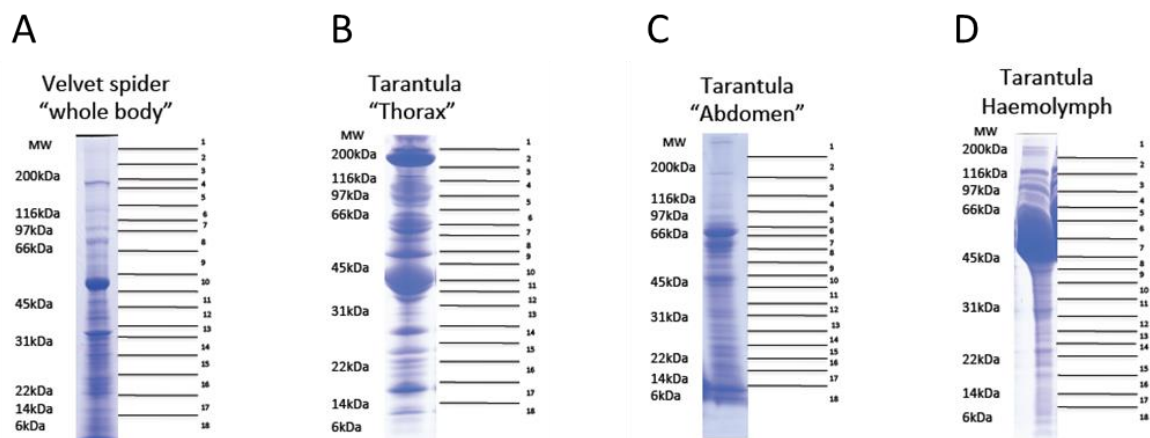 A
Velvet spider
"whole body"
MW
200kDa
116kDa
97kDa
66kDa
45kDa
31kDa
22kDa
14kDa
6kDa
1
2
3
4
5
6
7
8
9
10
11
12
13
14
15
16
17
18
B
Tarantula
"Thorax"
MW
200kDa
116kDa
97kDa
66kDa
45kDa
31kDa
22kDa
14kDa
6kDa
1
2
3
4
5
6
7
8
9
10
11
12
13
14
15
16
17
18
C
Tarantula
"Abdomen"
MW
200kDa
116kDa
97kDa
66kDa
45kDa
31kDa
22kDa
14kDa
6kDa
1
2
3
4
5
6
7
8
9
10
11
12
13
14
15
16
17
18
D
Tarantula
Haemolymph
MW
200kDa
116kDa
97kDa
66kDa
45kDa
31kDa
22kDa
14kDa
6kDa
1
2
3
4
5
6
7
8
9
10
11
12
13
14
15
16
17
18